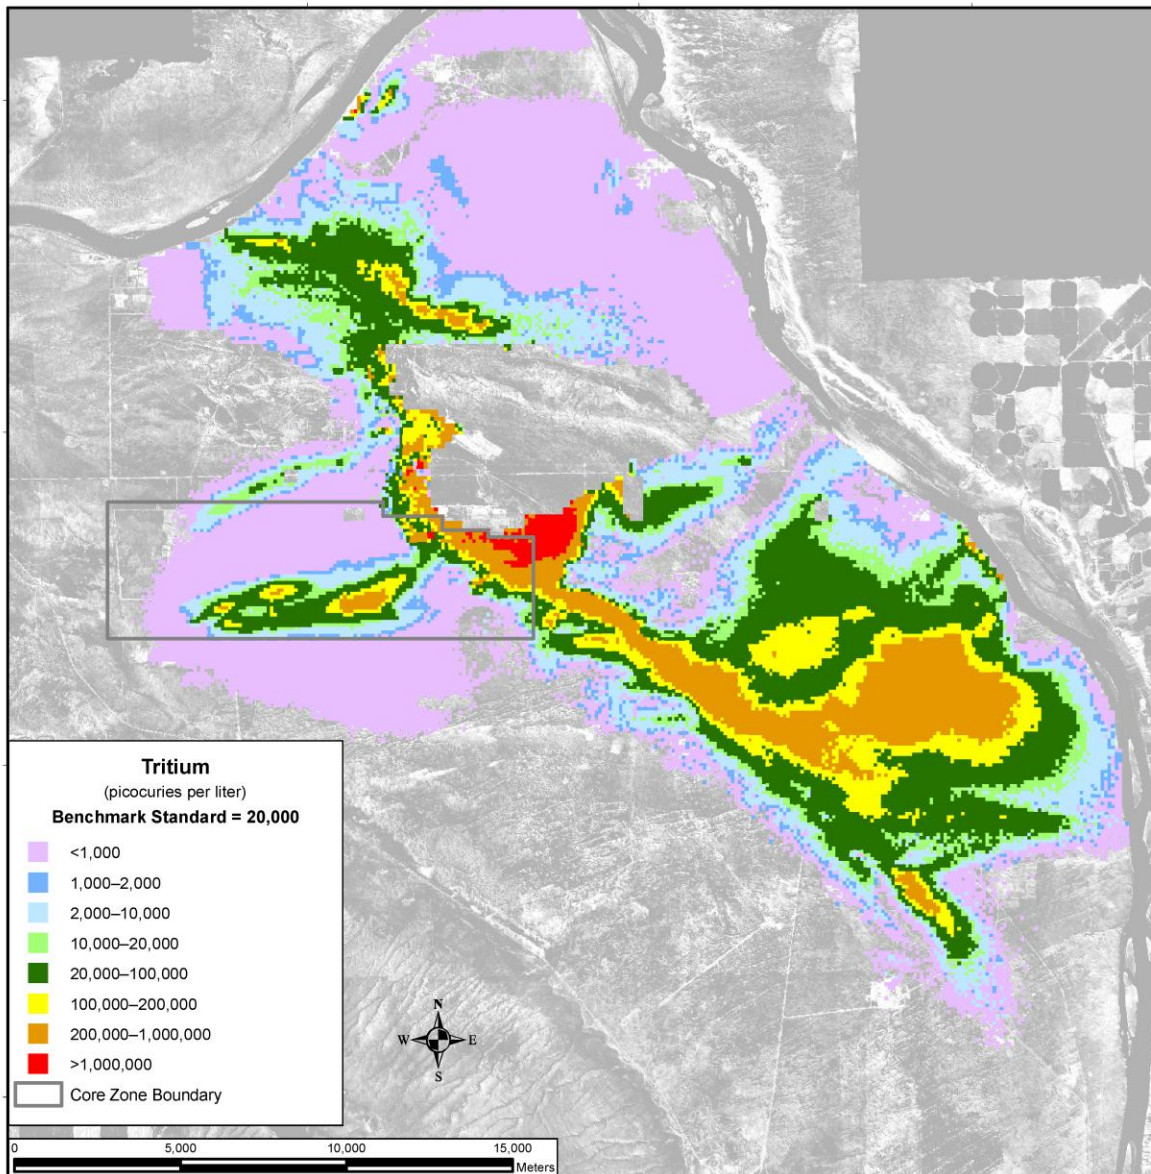 Tritium
(picocuries per liter)
Benchmark Standard = 20,000
<1,000
1,000–2,000
2,000–10,000
10,000–20,000
20,000–100,000
100,000–200,000
200,000–1,000,000
>1,000,000
Core Zone Boundary
N
W E
S
0 5,000 10,000 15,000
Meters